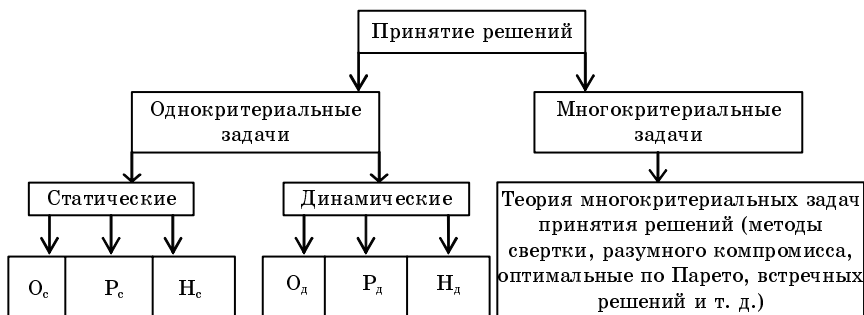 Принятие решений
Однокритериальные
задачи
Многокритериальные
задачи
Статические
Динамические
Теория многокритериальных задач
принятия решений (методы
свертки, разумного компромисса,
оптимальные по Парето, встречных
решений и т. д.)
Oс Pс Hс
Oд Pд Hд